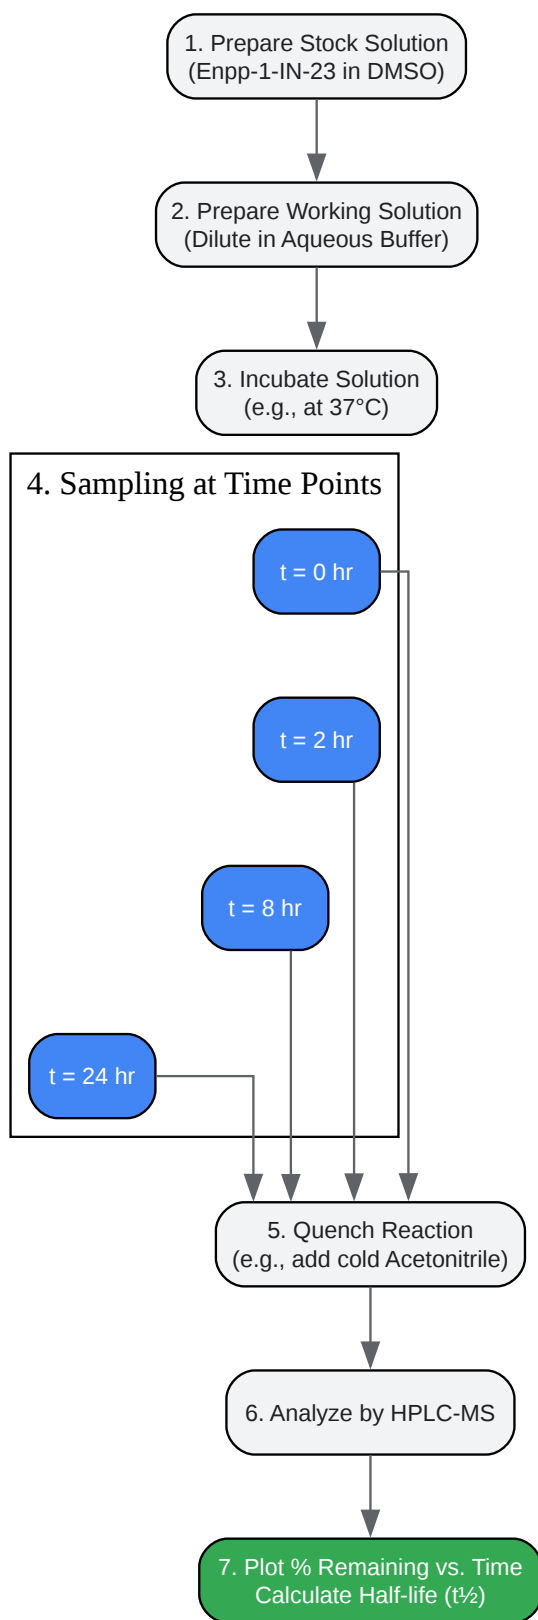 1. Prepare Stock Solution
(Enpp-1-IN-23 in DMSO)
2. Prepare Working Solution
(Dilute in Aqueous Buffer)
3. Incubate Solution
(e.g., at 37°C)
4. Sampling at Time Points
t = 0 hr
t = 2 hr
t = 8 hr
t = 24 hr
5. Quench Reaction
(e.g., add cold Acetonitrile)
6. Analyze by HPLC-MS
7. Plot % Remaining vs. Time
Calculate Half-life (t½)